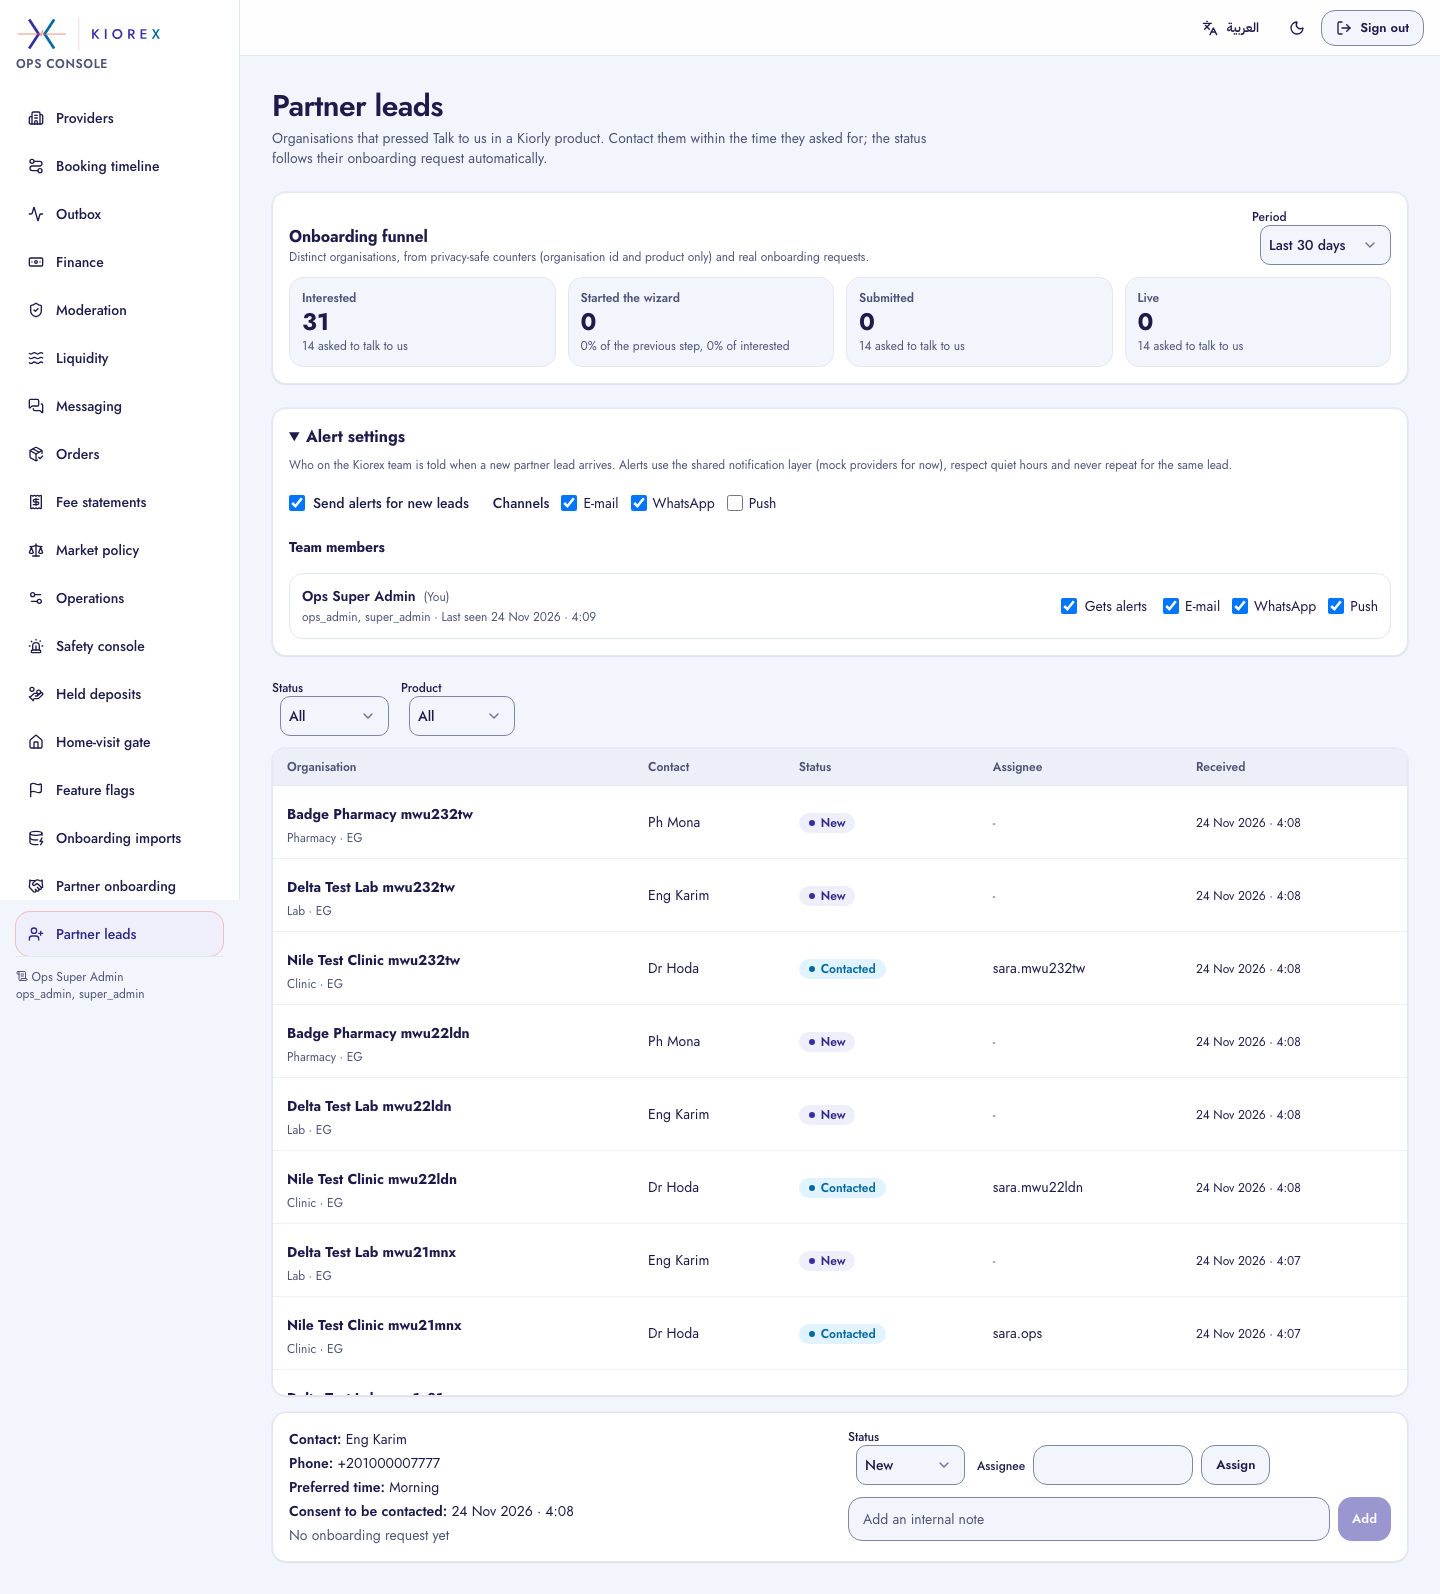 KIOREX
OPS CONSOLE
العربية
Sign out
Providers
Booking timeline
Outbox
Finance
Moderation
Liquidity
Messaging
Orders
Fee statements
Market policy
Operations
Safety console
Held deposits
Home-visit gate
Feature flags
Onboarding imports
Partner onboarding
Partner leads
Ops Super Admin
ops_admin, super_admin
Partner leads
Organisations that pressed Talk to us in a Kiorly product. Contact them within the time they asked for; the status
follows their onboarding request automatically.
Onboarding funnel
Distinct organisations, from privacy-safe counters (organisation id and product only) and real onboarding requests.
Period
Last 30 days
Interested
31
14 asked to talk to us
Started the wizard
0
0% of the previous step, 0% of interested
Submitted
0
14 asked to talk to us
Live
0
14 asked to talk to us
Alert settings
Who on the Kiorex team is told when a new partner lead arrives. Alerts use the shared notification layer (mock providers for now), respect quiet hours and never repeat for the same lead.
Send alerts for new leads Channels E-mail WhatsApp Push
Team members
Ops Super Admin (You)
ops_admin, super_admin · Last seen 24 Nov 2026 · 4:09
Gets alerts E-mail WhatsApp Push
Status Product
All All
Organisation Contact Status Assignee Received
Badge Pharmacy mwu232tw
Pharmacy · EG
Ph Mona New - 24 Nov 2026 · 4:08
Delta Test Lab mwu232tw
Lab · EG
Eng Karim New - 24 Nov 2026 · 4:08
Nile Test Clinic mwu232tw
Clinic · EG
Dr Hoda Contacted sara.mwu232tw 24 Nov 2026 · 4:08
Badge Pharmacy mwu22ldn
Pharmacy · EG
Ph Mona New - 24 Nov 2026 · 4:08
Delta Test Lab mwu22ldn
Lab · EG
Eng Karim New - 24 Nov 2026 · 4:08
Nile Test Clinic mwu22ldn
Clinic · EG
Dr Hoda Contacted sara.mwu22ldn 24 Nov 2026 · 4:08
Delta Test Lab mwu21mnx
Lab · EG
Eng Karim New - 24 Nov 2026 · 4:07
Nile Test Clinic mwu21mnx
Clinic · EG
Dr Hoda Contacted sara.ops 24 Nov 2026 · 4:07
Contact: Eng Karim
Phone: +201000007777
Preferred time: Morning
Consent to be contacted: 24 Nov 2026 · 4:08
No onboarding request yet
Status
New Assignee Assign
Add an internal note Add